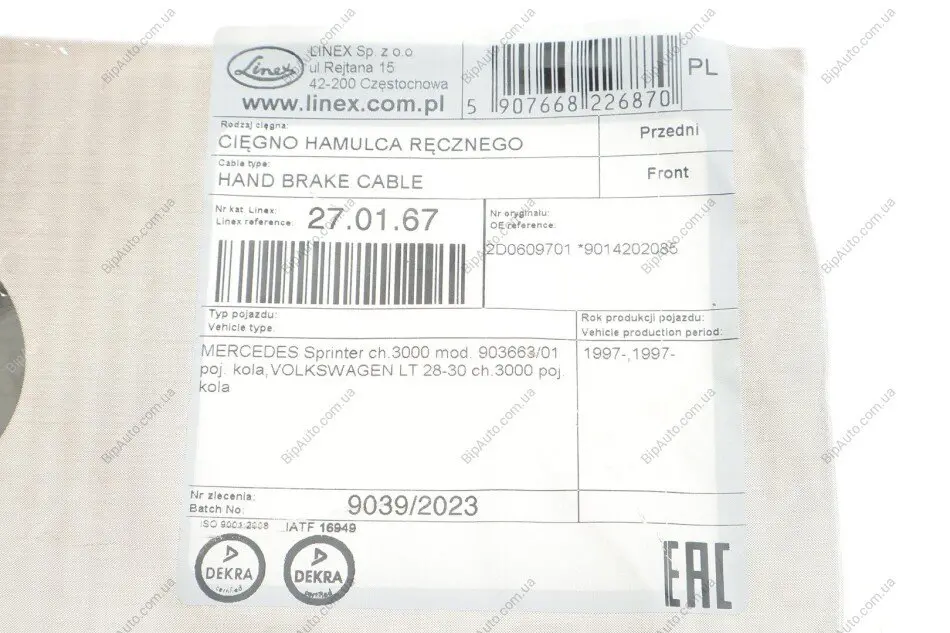 Linex
LINEX Sp. z o.o
ul.Rejtana 15
42-200 Częstochowa
www.linex.com.pl
5 907668 226870
PL
Rodzaj cięgna:
CIĘGNO HAMULCA RĘCZNEGO
Przedni
Cable type:
HAND BRAKE CABLE
Front
Nr kat. Linex:
Linex reference:
27.01.67
Nr oryginału:
OE reference:
2D0609701 *9014202085
Typ pojazdu:
Vehicle type:
Rok produkcji pojazdu:
Vehicle production period:
MERCEDES Sprinter ch.3000 mod. 903663/01
poj. kola,VOLKSWAGEN LT 28-30 ch.3000 poj.
kola
1997-,1997-
Nr zlecenia:
Batch No:
9039/2023
ISO 9001:2008 IATF 16949
DEKRA
certified
DEKRA
certified
EAC
BipAuto.com.ua